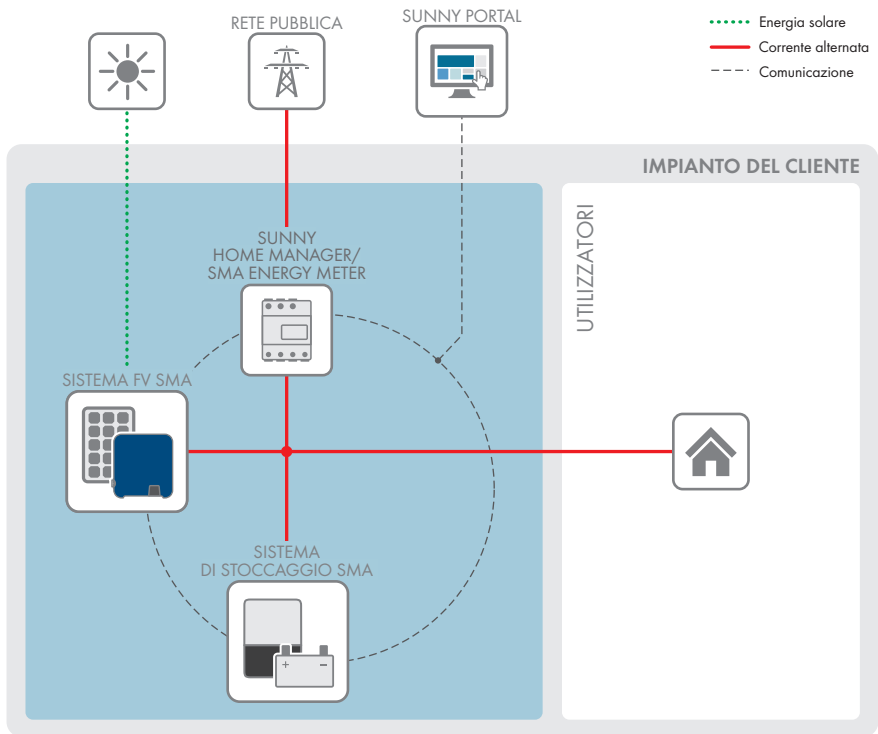 RETE PUBBLICA
SUNNY PORTAL
Energia solare
Corrente alternata
Comunicazione
IMPIANTO DEL CLIENTE
SUNNY
HOME MANAGER/
SMA ENERGY METER
UTILIZZATORI
SISTEMA FV SMA
SISTEMA
DI STOCCAGGIO SMA
+ −